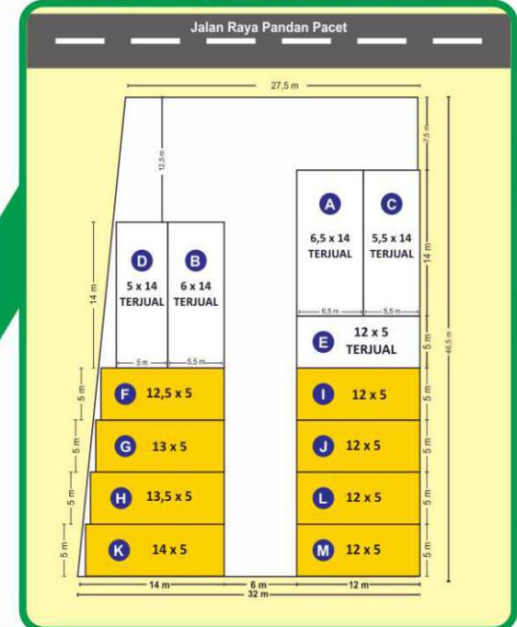 Jalan Raya Pandan Pacet
27,5 m
12,5 m
7,5 m
A
6,5 x 14
TERJUAL
C
5,5 x 14
TERJUAL
14 m
46,5 m
D
5 x 14
TERJUAL
B
6 x 14
TERJUAL
14 m
6,5 m
5,5 m
E
12 x 5
TERJUAL
5 m
5 m
5,5 m
F 12,5 x 5
5 m
I 12 x 5
5 m
G 13 x 5
5 m
J 12 x 5
5 m
H 13,5 x 5
5 m
L 12 x 5
5 m
K 14 x 5
5 m
M 12 x 5
5 m
14 m
6 m
12 m
32 m